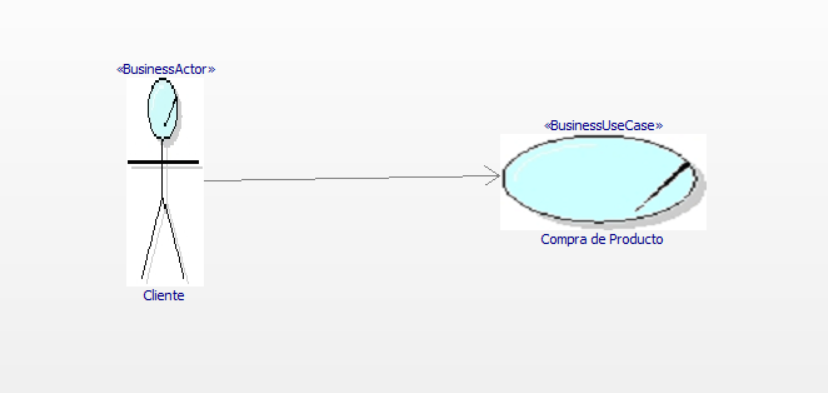 «BusinessActor»
Cliente
«BusinessUseCase»
Compra de Producto